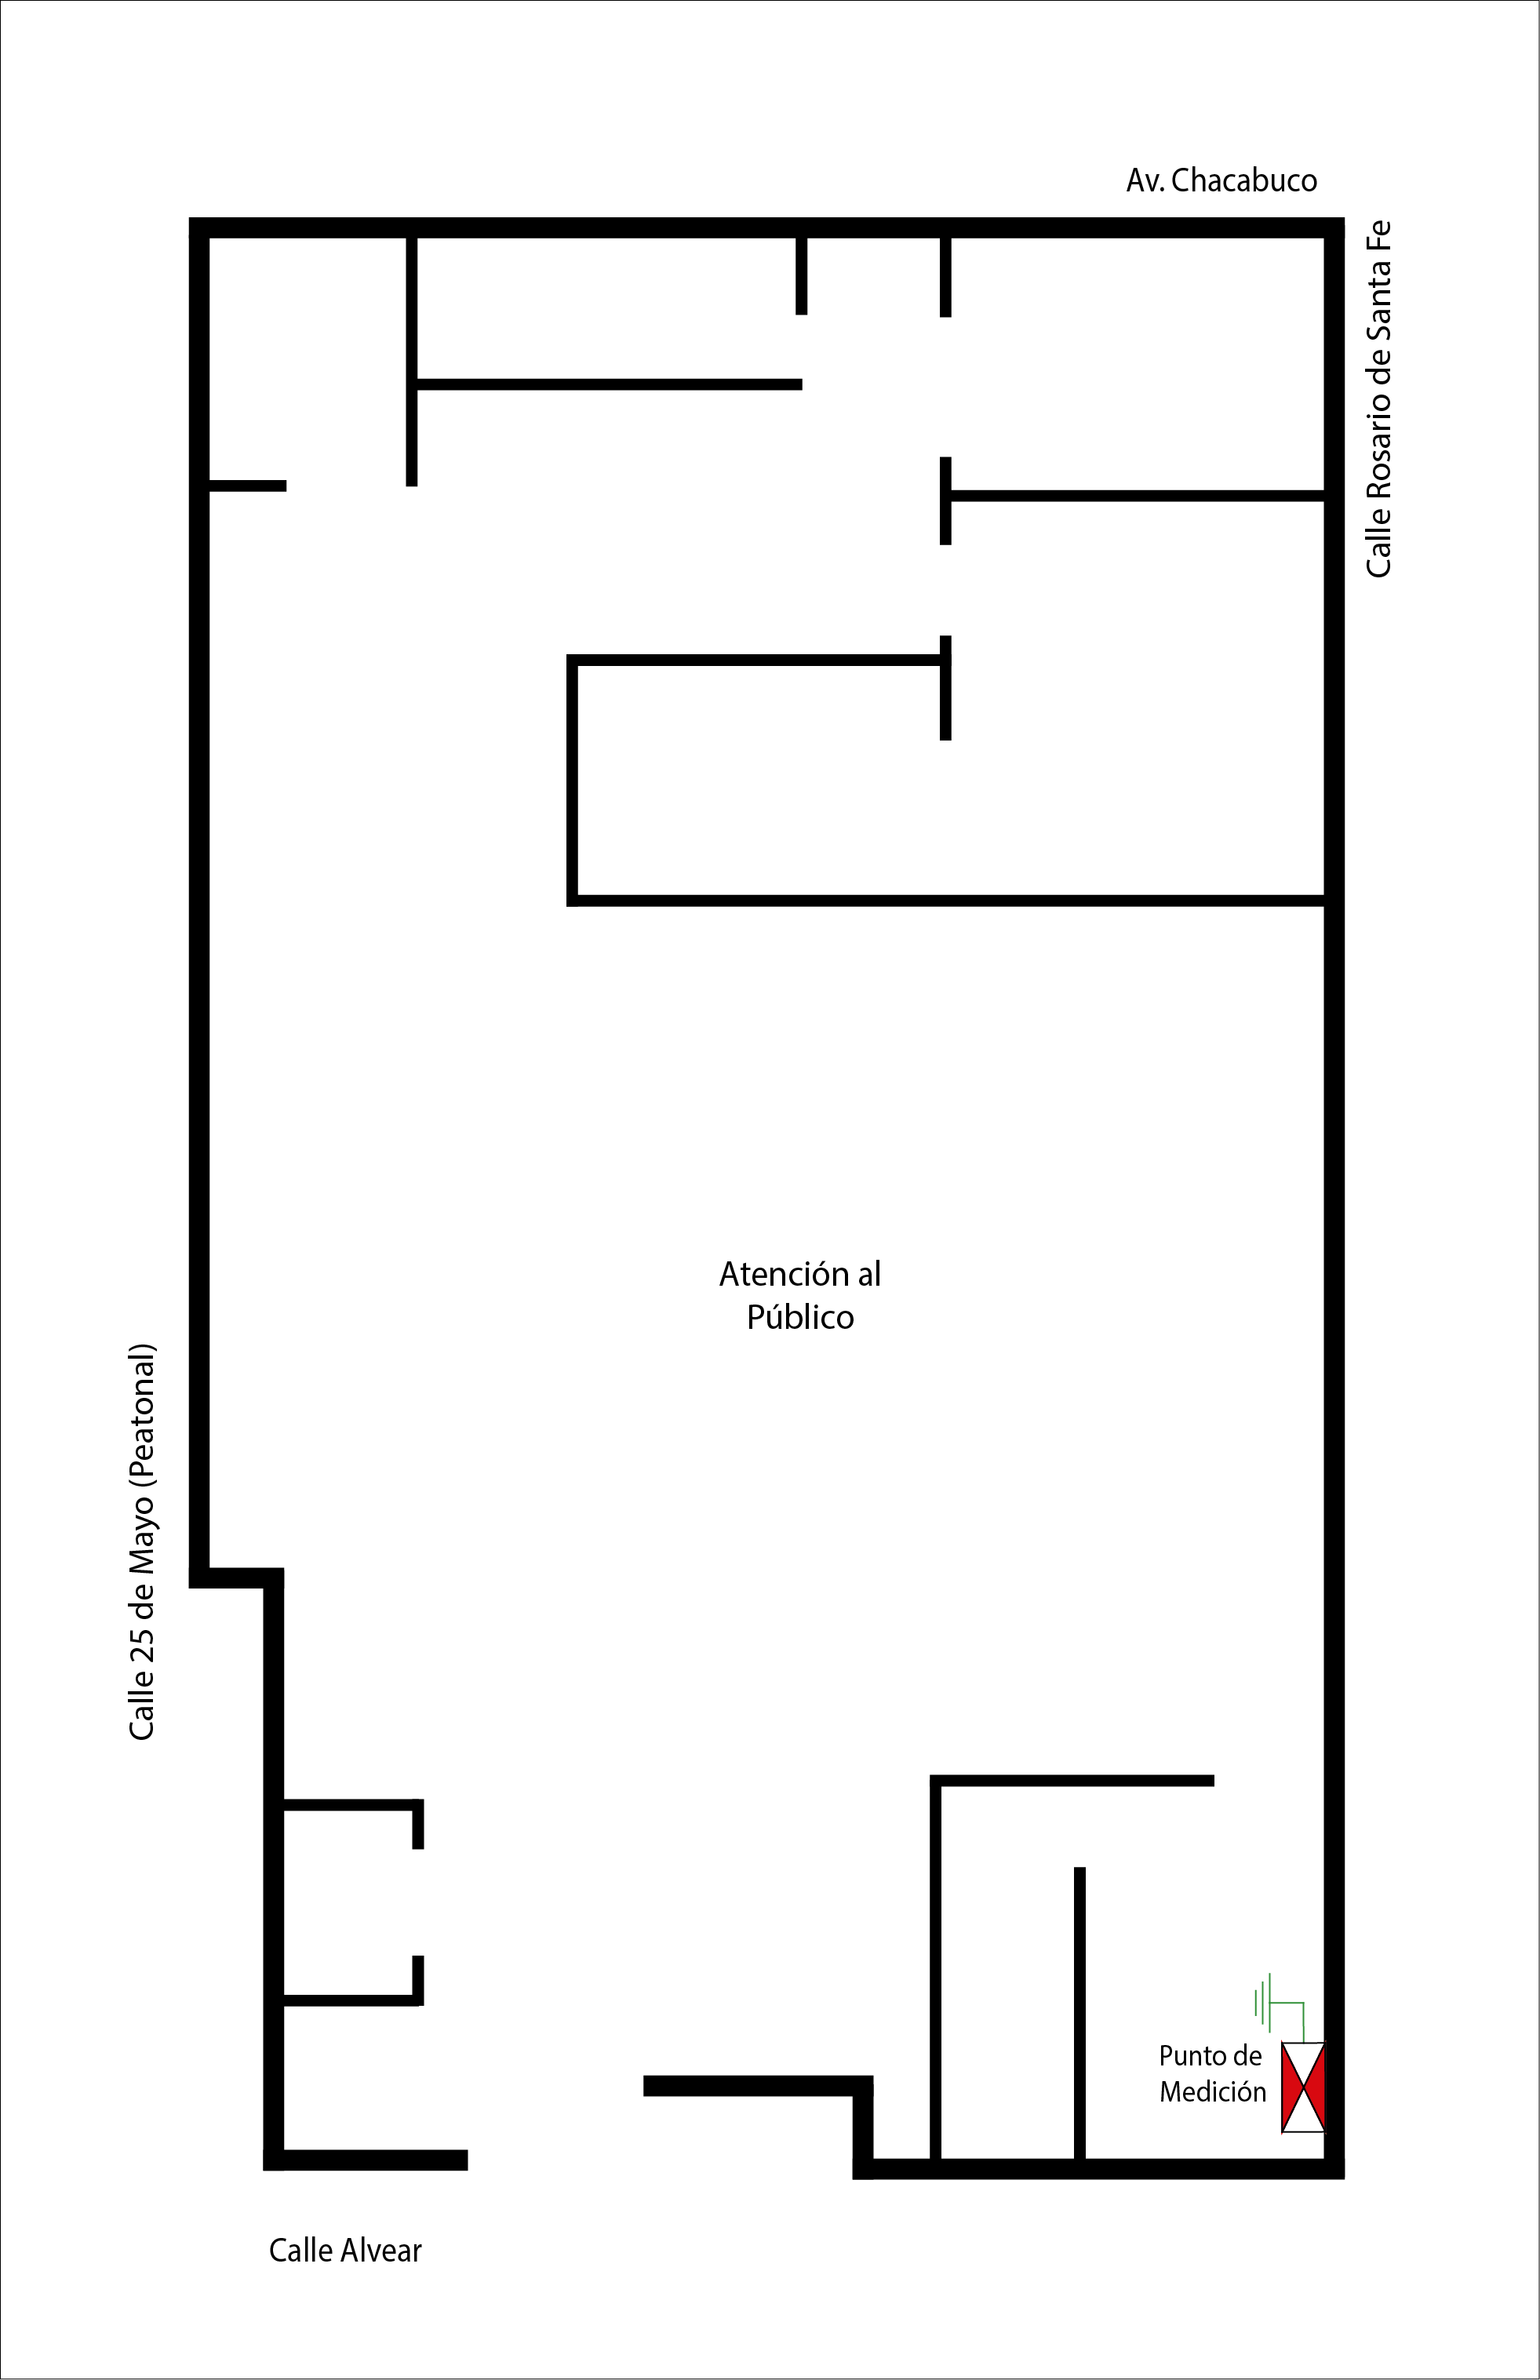 Av. Chacabuco
Calle Rosario de Santa Fe
Atención al
Público
Calle 25 de Mayo (Peatonal)
Punto de
Medición
Calle Alvear